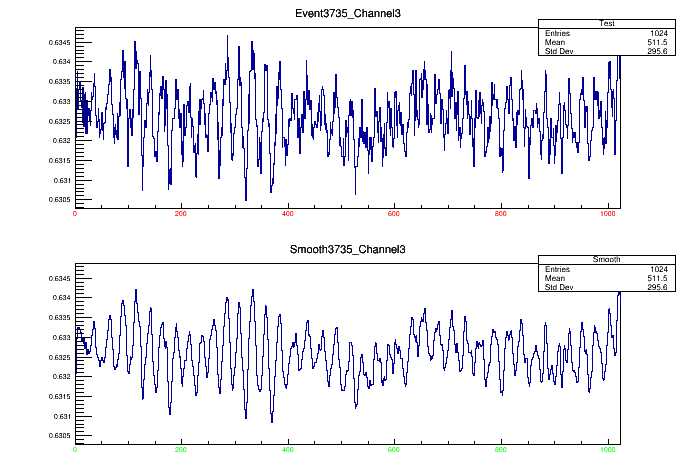 Event3735_Channel3
Test
Entries 1024
Mean 511.5
Std Dev 295.6
0.6345
0.634
0.6335
0.633
0.6325
0.632
0.6315
0.631
0.6305
0 200 400 600 800 1000
Smooth3735_Channel3
Smooth
Entries 1024
Mean 511.5
Std Dev 295.6
0.6345
0.634
0.6335
0.633
0.6325
0.632
0.6315
0.631
0.6305
0 200 400 600 800 1000